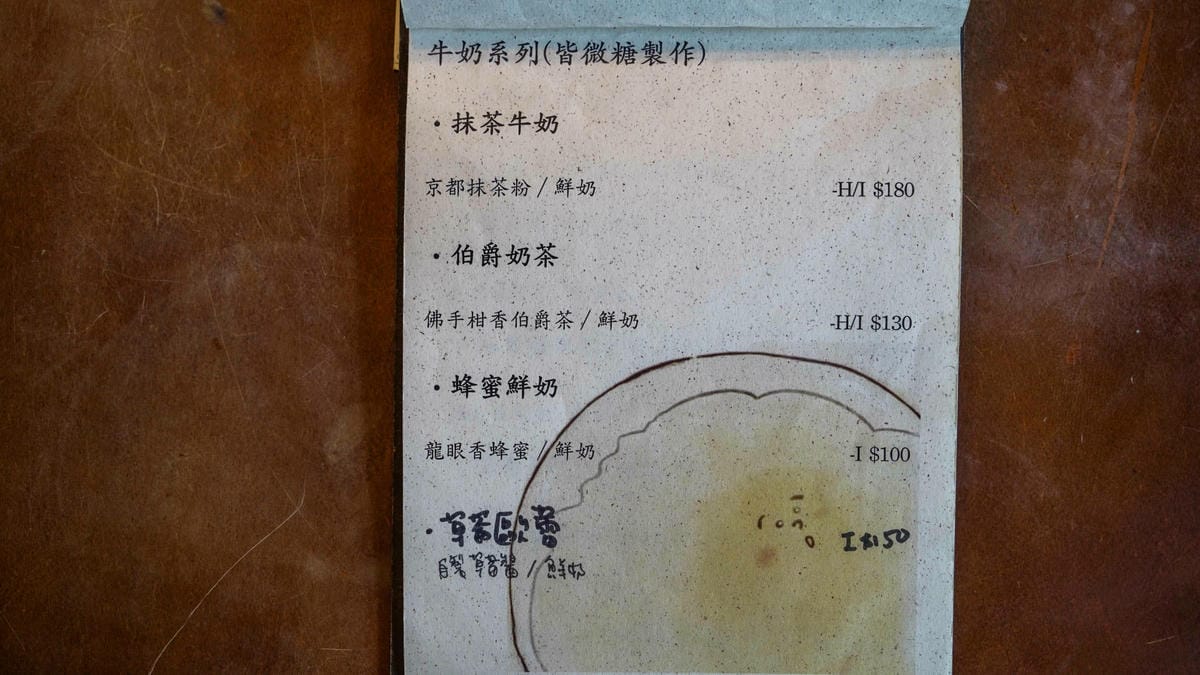 牛奶系列(皆微糖製作)
・抹茶牛奶
京都抹茶粉 / 鮮奶 -H/I $180
・伯爵奶茶
佛手柑香伯爵茶 / 鮮奶 -H/I $130
・蜂蜜鮮奶
龍眼香蜂蜜 / 鮮奶 -I $100
・草莓歐蕾 I $150
自製草莓醬 / 鮮奶